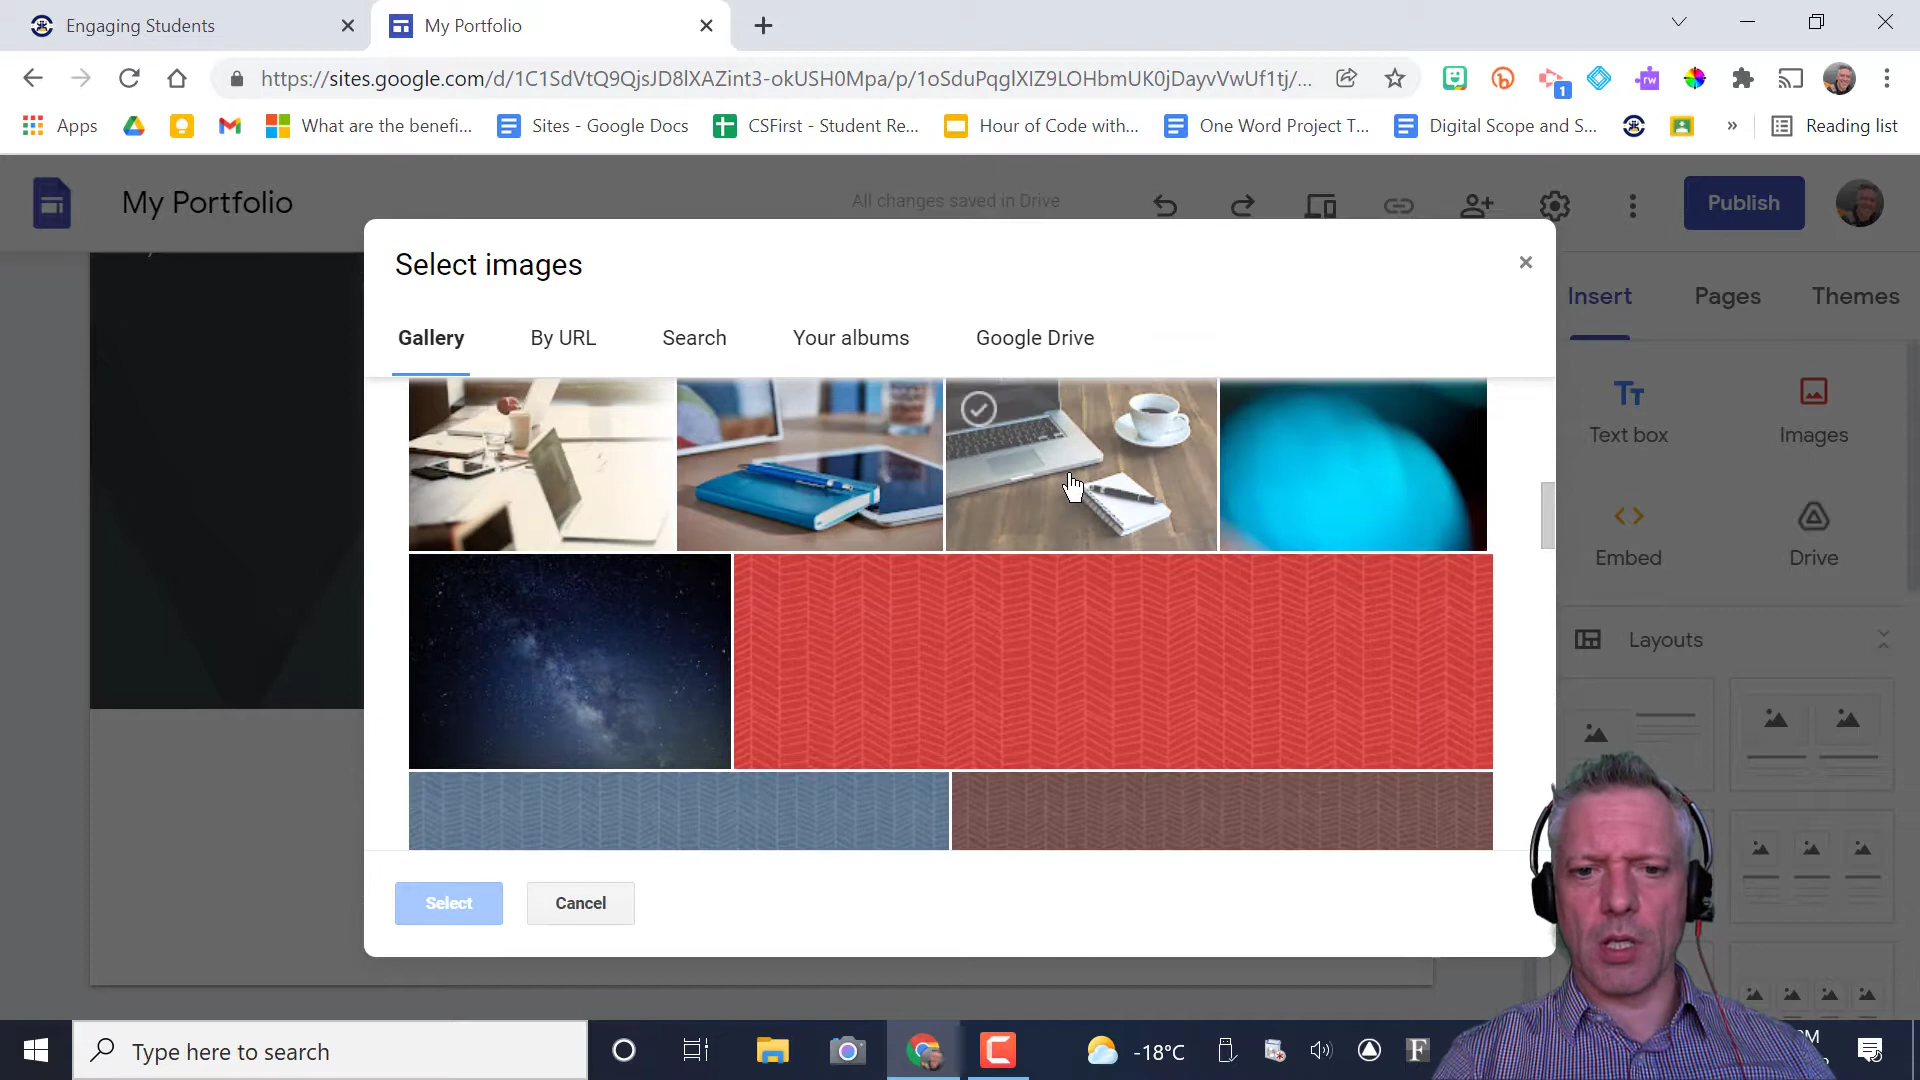 Engaging Students
My Portfolio
https://sites.google.com/d/1C1SdVtQ9QjsJD8lXAZint3-okUSH0Mpa/p/1oSduPqglXIZ9LOHbmUK0jDayvVwUf1tj/...
1
rw
Apps
What are the benefi...
Sites - Google Docs
CSFirst - Student Re...
Hour of Code with...
One Word Project T...
Digital Scope and S...
»
Reading list
My Portfolio
All changes saved in Drive
Publish
Select images
Insert
Pages
Themes
Gallery
By URL
Search
Your albums
Google Drive
Text box
Images
Embed
Drive
Layouts
Select
Cancel
Type here to search
-18°C